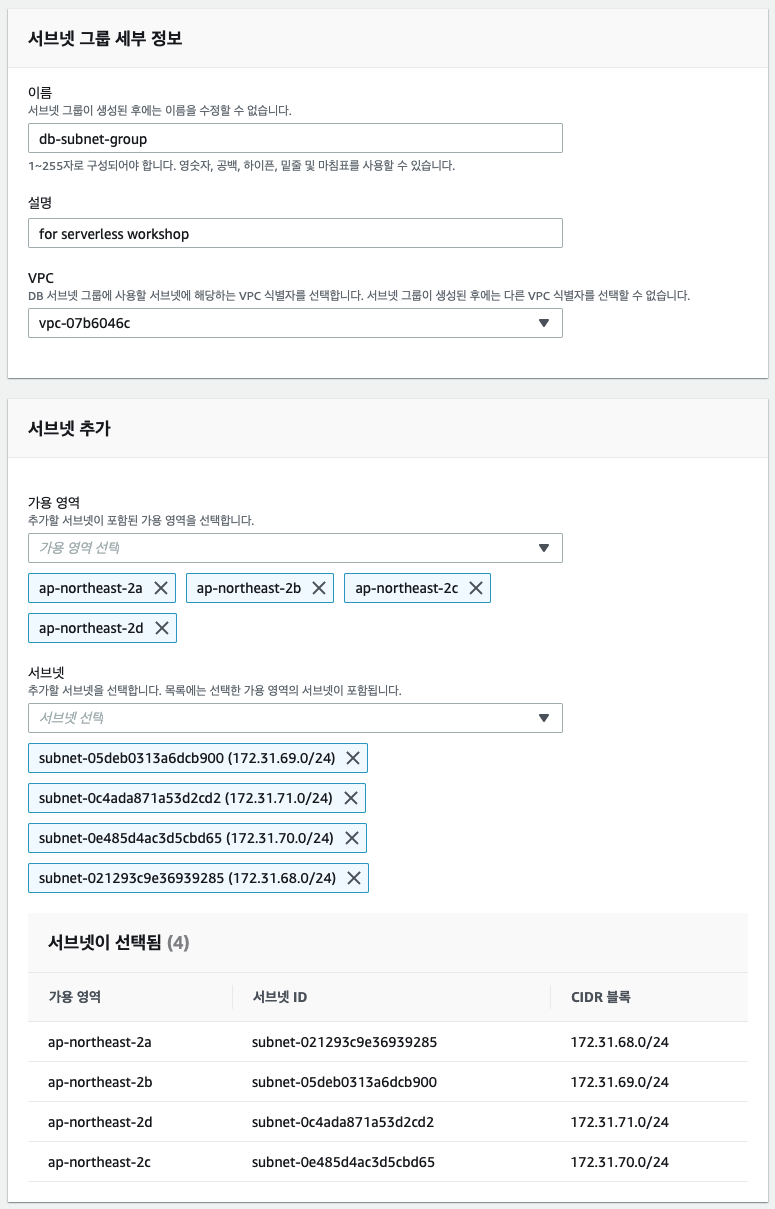 서브넷 그룹 세부 정보
이름
서브넷 그룹이 생성된 후에는 이름을 수정할 수 없습니다.
db-subnet-group
1~255자로 구성되어야 합니다. 영숫자, 공백, 하이픈, 밑줄 및 마침표를 사용할 수 있습니다.
설명
for serverless workshop
VPC
DB 서브넷 그룹에 사용할 서브넷에 해당하는 VPC 식별자를 선택합니다. 서브넷 그룹이 생성된 후에는 다른 VPC 식별자를 선택할 수 없습니다.
vpc-07b6046c
서브넷 추가
가용 영역
추가할 서브넷이 포함된 가용 영역을 선택합니다.
가용 영역 선택
ap-northeast-2a ap-northeast-2b ap-northeast-2c
ap-northeast-2d
서브넷
추가할 서브넷을 선택합니다. 목록에는 선택한 가용 영역의 서브넷이 포함됩니다.
서브넷 선택
subnet-05deb0313a6dcb900 (172.31.69.0/24)
subnet-0c4ada871a53d2cd2 (172.31.71.0/24)
subnet-0e485d4ac3d5cbd65 (172.31.70.0/24)
subnet-021293c9e36939285 (172.31.68.0/24)
서브넷이 선택됨 (4)
가용 영역 서브넷 ID CIDR 블록
ap-northeast-2a subnet-021293c9e36939285 172.31.68.0/24
ap-northeast-2b subnet-05deb0313a6dcb900 172.31.69.0/24
ap-northeast-2d subnet-0c4ada871a53d2cd2 172.31.71.0/24
ap-northeast-2c subnet-0e485d4ac3d5cbd65 172.31.70.0/24